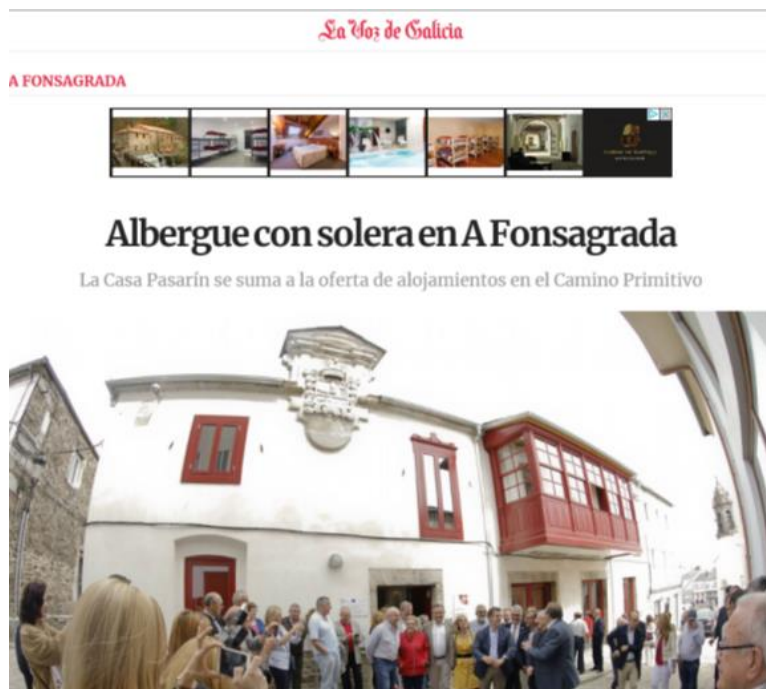 La Voz de Galicia
A FONSAGRADA
Albergue con solera en A Fonsagrada
La Casa Pasarín se suma a la oferta de alojamientos en el Camino Primitivo